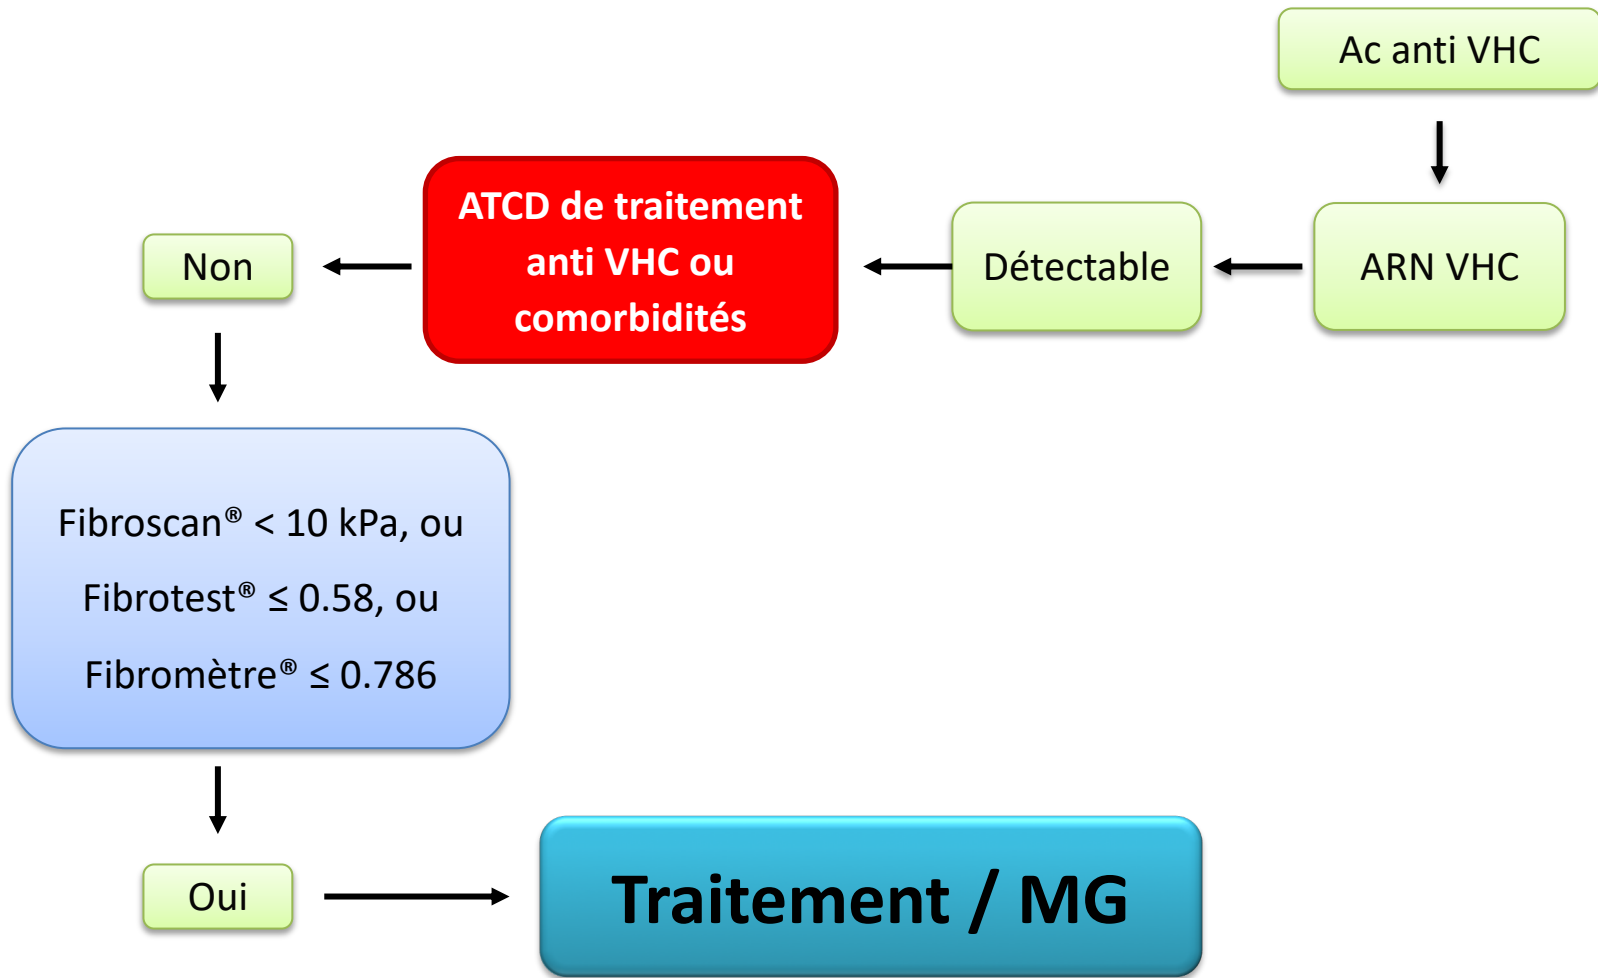 Ac anti VHC
ARN VHC
Détectable
ATCD de traitement
anti VHC ou
comorbidités
Non
Fibroscan® < 10 kPa, ou
Fibrotest® ≤ 0.58, ou
Fibromètre® ≤ 0.786
Oui
Traitement / MG